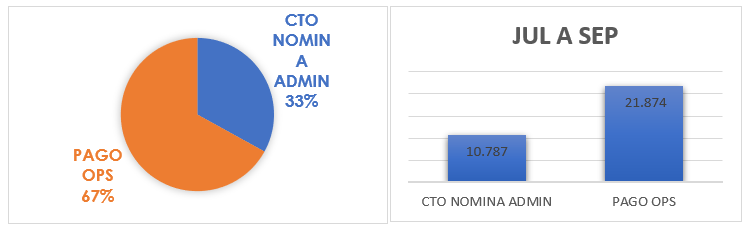 CTO
NOMIN
A
ADMIN
33%
PAGO
OPS
67%
JUL A SEP
10.787
21.874
CTO NOMINA ADMIN
PAGO OPS